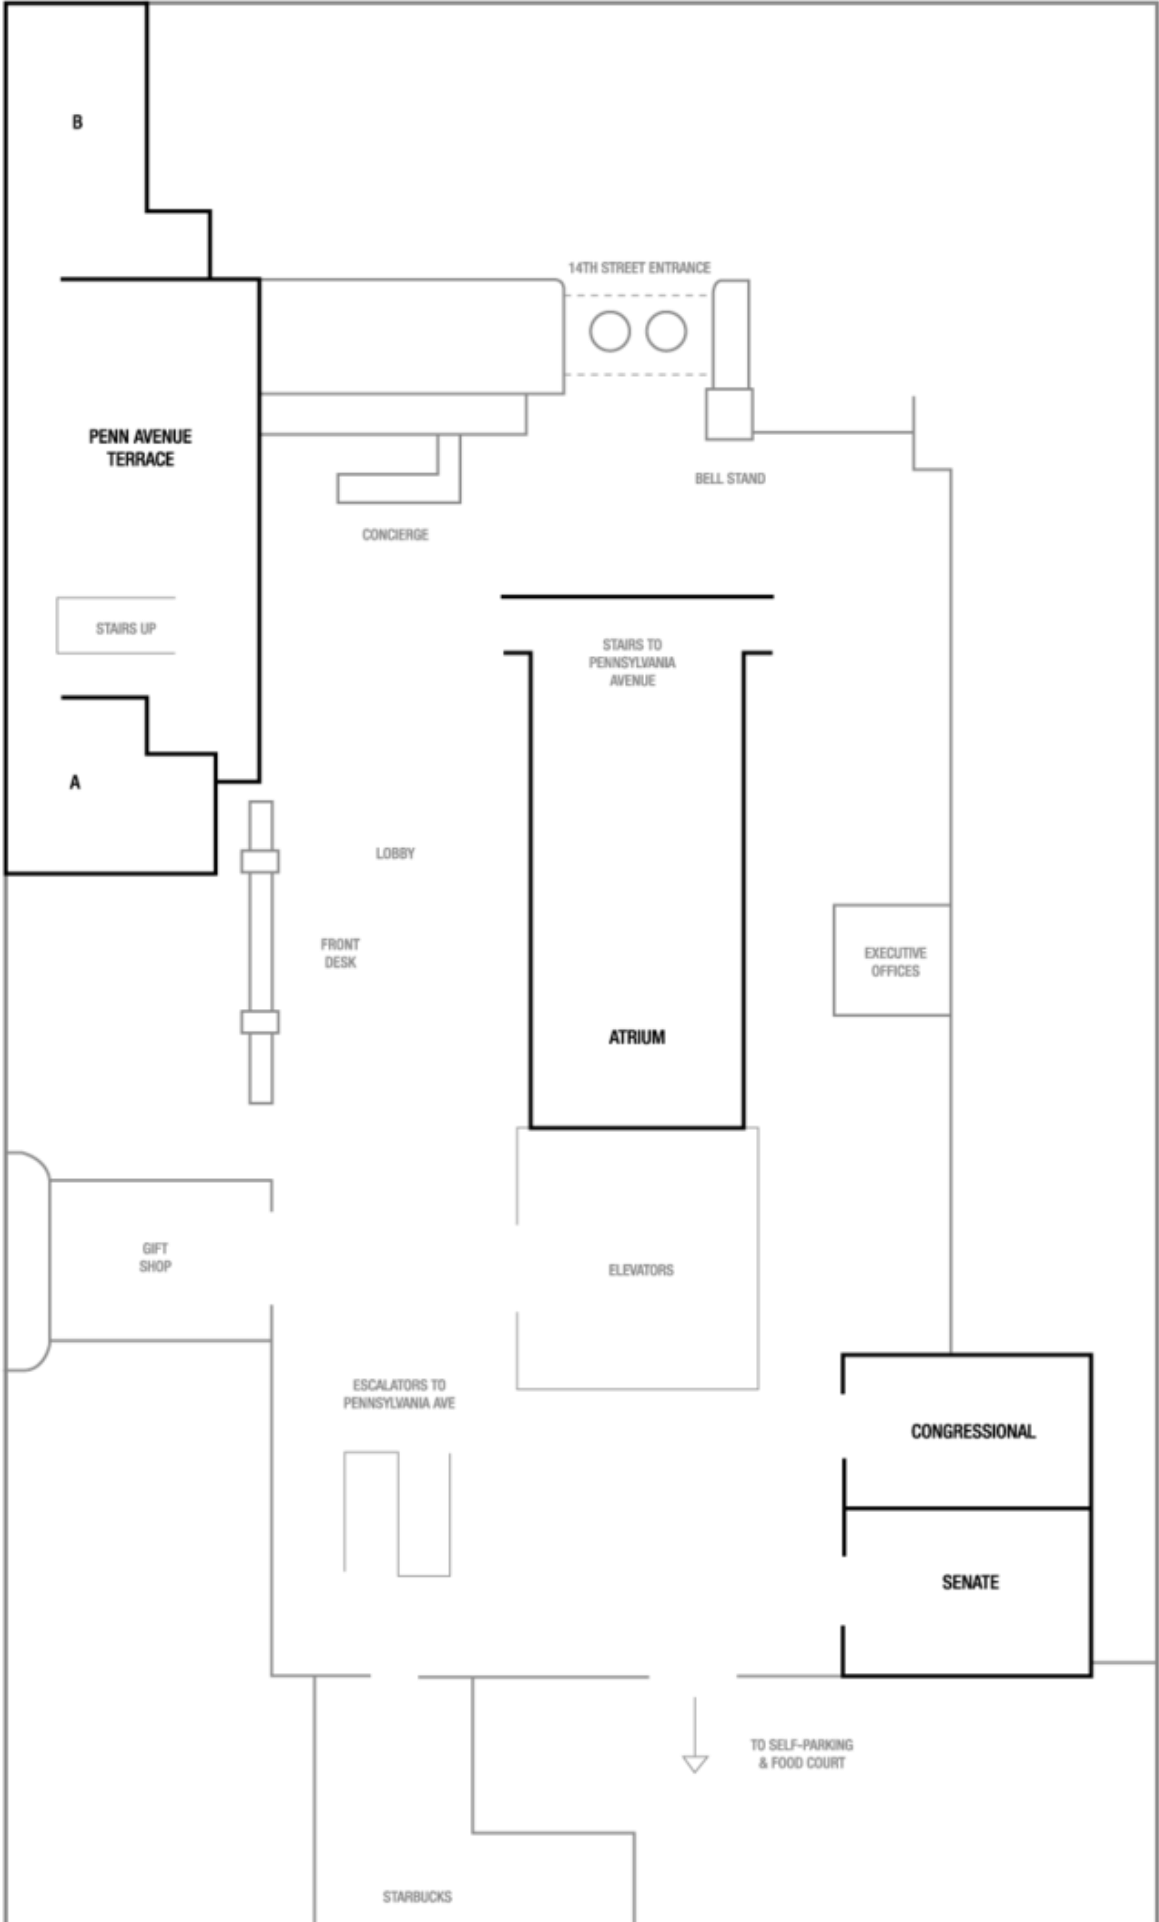 B
14TH STREET ENTRANCE
PENN AVENUE
TERRACE
BELL STAND
CONCIERGE
STAIRS UP
STAIRS TO
PENNSYLVANIA
AVENUE
A
LOBBY
FRONT
DESK
EXECUTIVE
OFFICES
ATRIUM
GIFT
SHOP
ELEVATORS
ESCALATORS TO
PENNSYLVANIA AVE
CONGRESSIONAL
SENATE
TO SELF-PARKING
& FOOD COURT
STARBUCKS